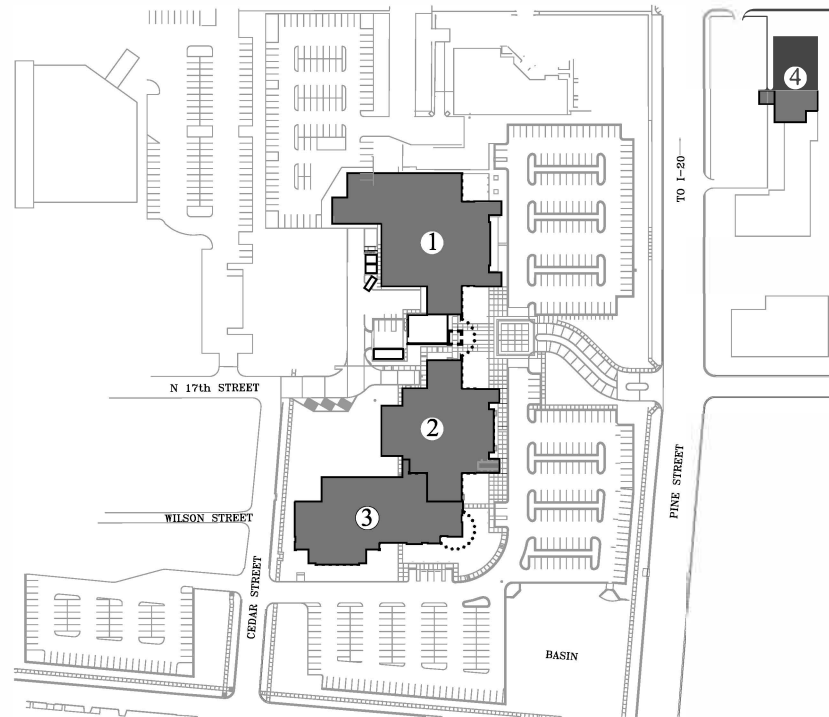 4
TO I-20
1
N 17th STREET
2
PINE STREET
3
WILSON STREET
CEDAR STREET
BASIN